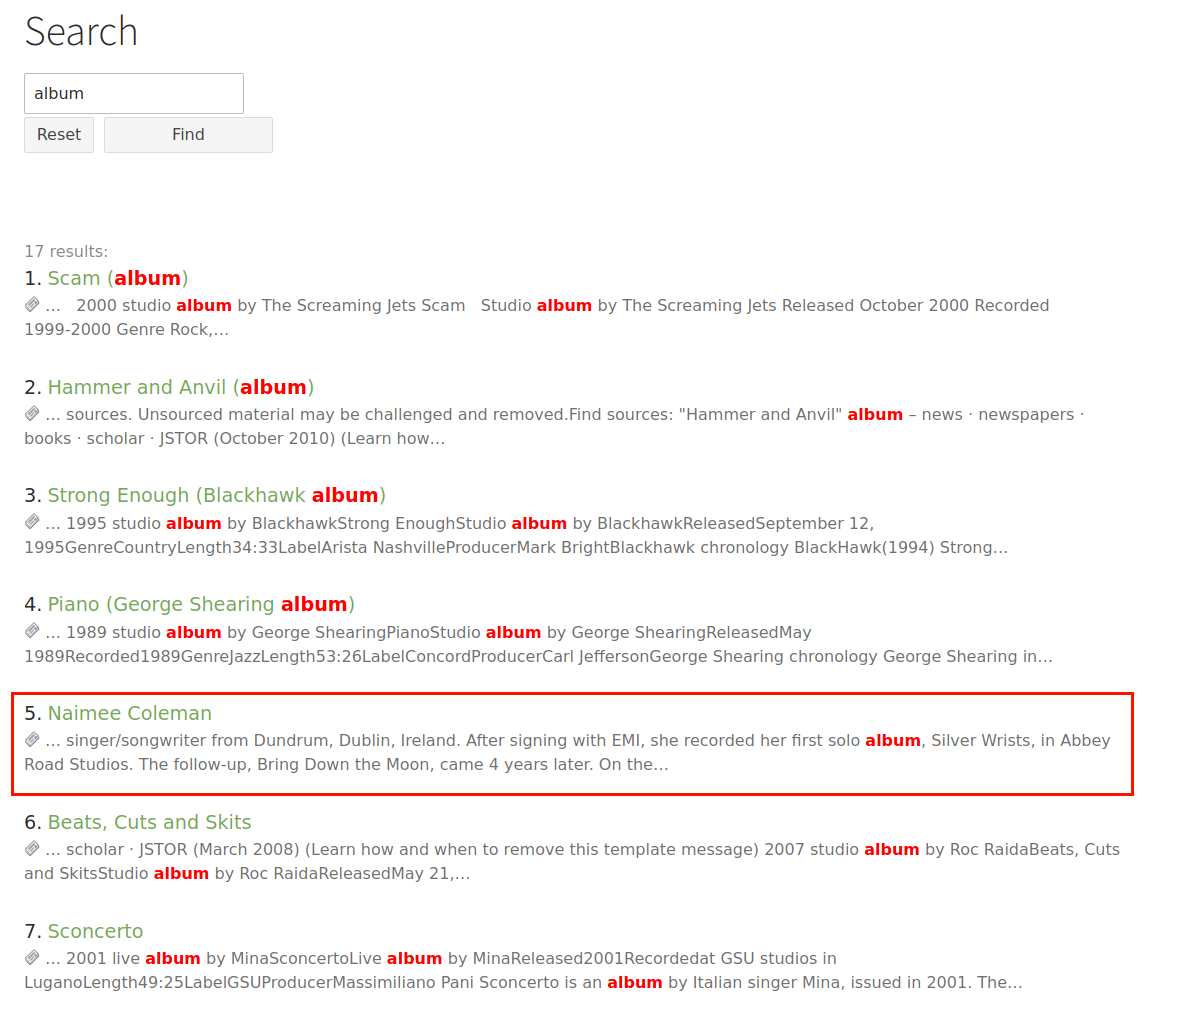 Search
album
Reset Find
17 results:
1. Scam (album)
... 2000 studio album by The Screaming Jets Scam Studio album by The Screaming Jets Released October 2000 Recorded
1999-2000 Genre Rock,...
2. Hammer and Anvil (album)
... sources. Unsourced material may be challenged and removed.Find sources: "Hammer and Anvil" album – news · newspapers ·
books · scholar · JSTOR (October 2010) (Learn how...
3. Strong Enough (Blackhawk album)
... 1995 studio album by BlackhawkStrong EnoughStudio album by BlackhawkReleasedSeptember 12,
1995GenreCountryLength34:33LabelArista NashvilleProducerMark BrightBlackhawk chronology BlackHawk(1994) Strong...
4. Piano (George Shearing album)
... 1989 studio album by George ShearingPianoStudio album by George ShearingReleasedMay
1989Recorded1989GenreJazzLength53:26LabelConcordProducerCarl JeffersonGeorge Shearing chronology George Shearing in...
5. Naimee Coleman
... singer/songwriter from Dundrum, Dublin, Ireland. After signing with EMI, she recorded her first solo album, Silver Wrists, in Abbey
Road Studios. The follow-up, Bring Down the Moon, came 4 years later. On the...
6. Beats, Cuts and Skits
... scholar · JSTOR (March 2008) (Learn how and when to remove this template message) 2007 studio album by Roc RaidaBeats, Cuts
and SkitsStudio album by Roc RaidaReleasedMay 21,...
7. Sconcerto
... 2001 live album by MinaSconcertoLive album by MinaReleased2001Recordedat GSU studios in
LuganoLength49:25LabelGSUProducerMassimiliano Pani Sconcerto is an album by Italian singer Mina, issued in 2001. The...